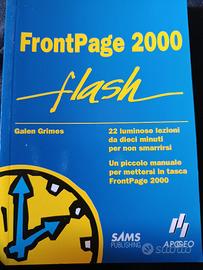 FrontPage 2000
flash
Galen Grimes
22 luminose lezioni
da dieci minuti
per non smarrirsi
Un piccolo manuale
per mettersi in tasca
FrontPage 2000
SAMS
PUBLISHING
APOGEO
subito